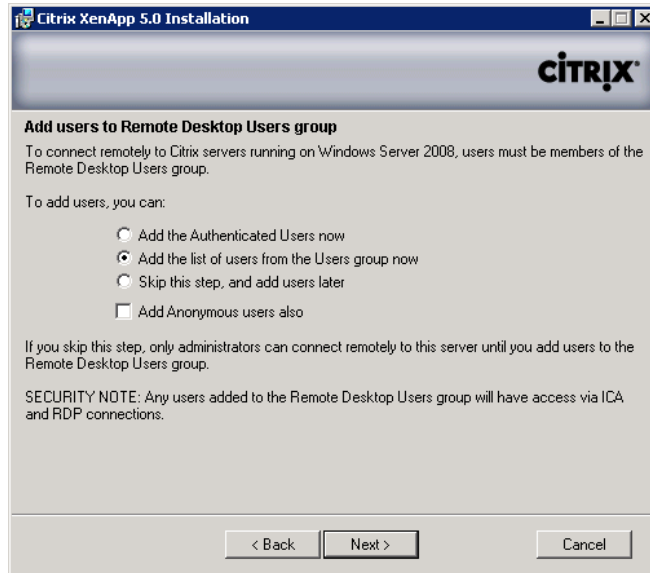 Citrix XenApp 5.0 Installation
CİTRIX
Add users to Remote Desktop Users group
To connect remotely to Citrix servers running on Windows Server 2008, users must be members of the
Remote Desktop Users group.
To add users, you can:
Add the Authenticated Users now
Add the list of users from the Users group now
Skip this step, and add users later
Add Anonymous users also
If you skip this step, only administrators can connect remotely to this server until you add users to the
Remote Desktop Users group.
SECURITY NOTE: Any users added to the Remote Desktop Users group will have access via ICA
and RDP connections.
< Back
Next >
Cancel